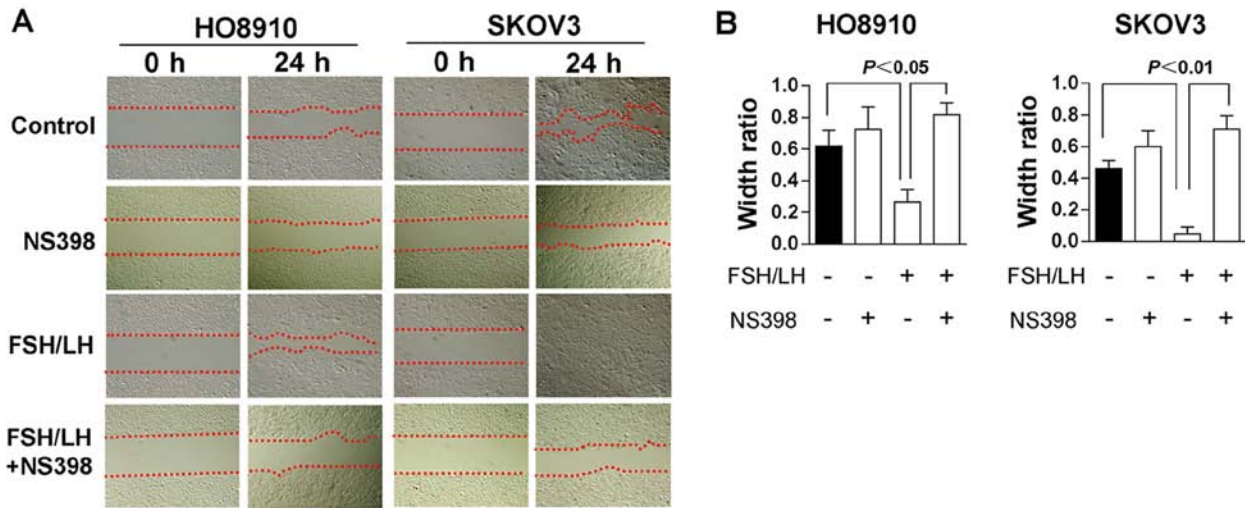 A
HO8910
SKOV3
0 h
24 h
0 h
24 h
Control
NS398
FSH/LH
FSH/LH
+NS398
B
HO8910
P<0.05
Width ratio
1.0
0.8
0.6
0.4
0.2
0.0
FSH/LH - - + +
NS398 - + - +
SKOV3
P<0.01
Width ratio
1.0
0.8
0.6
0.4
0.2
0.0
FSH/LH - - + +
NS398 - + - +